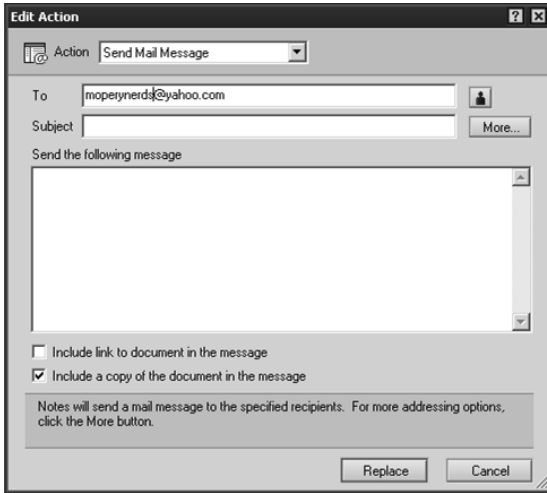 Edit Action
Action Send Mail Message
To moperynerds@yahoo.com
Subject More...
Send the following message
Include link to document in the message
Include a copy of the document in the message
Notes will send a mail message to the specified recipients. For more addressing options,
click the More button.
Replace Cancel